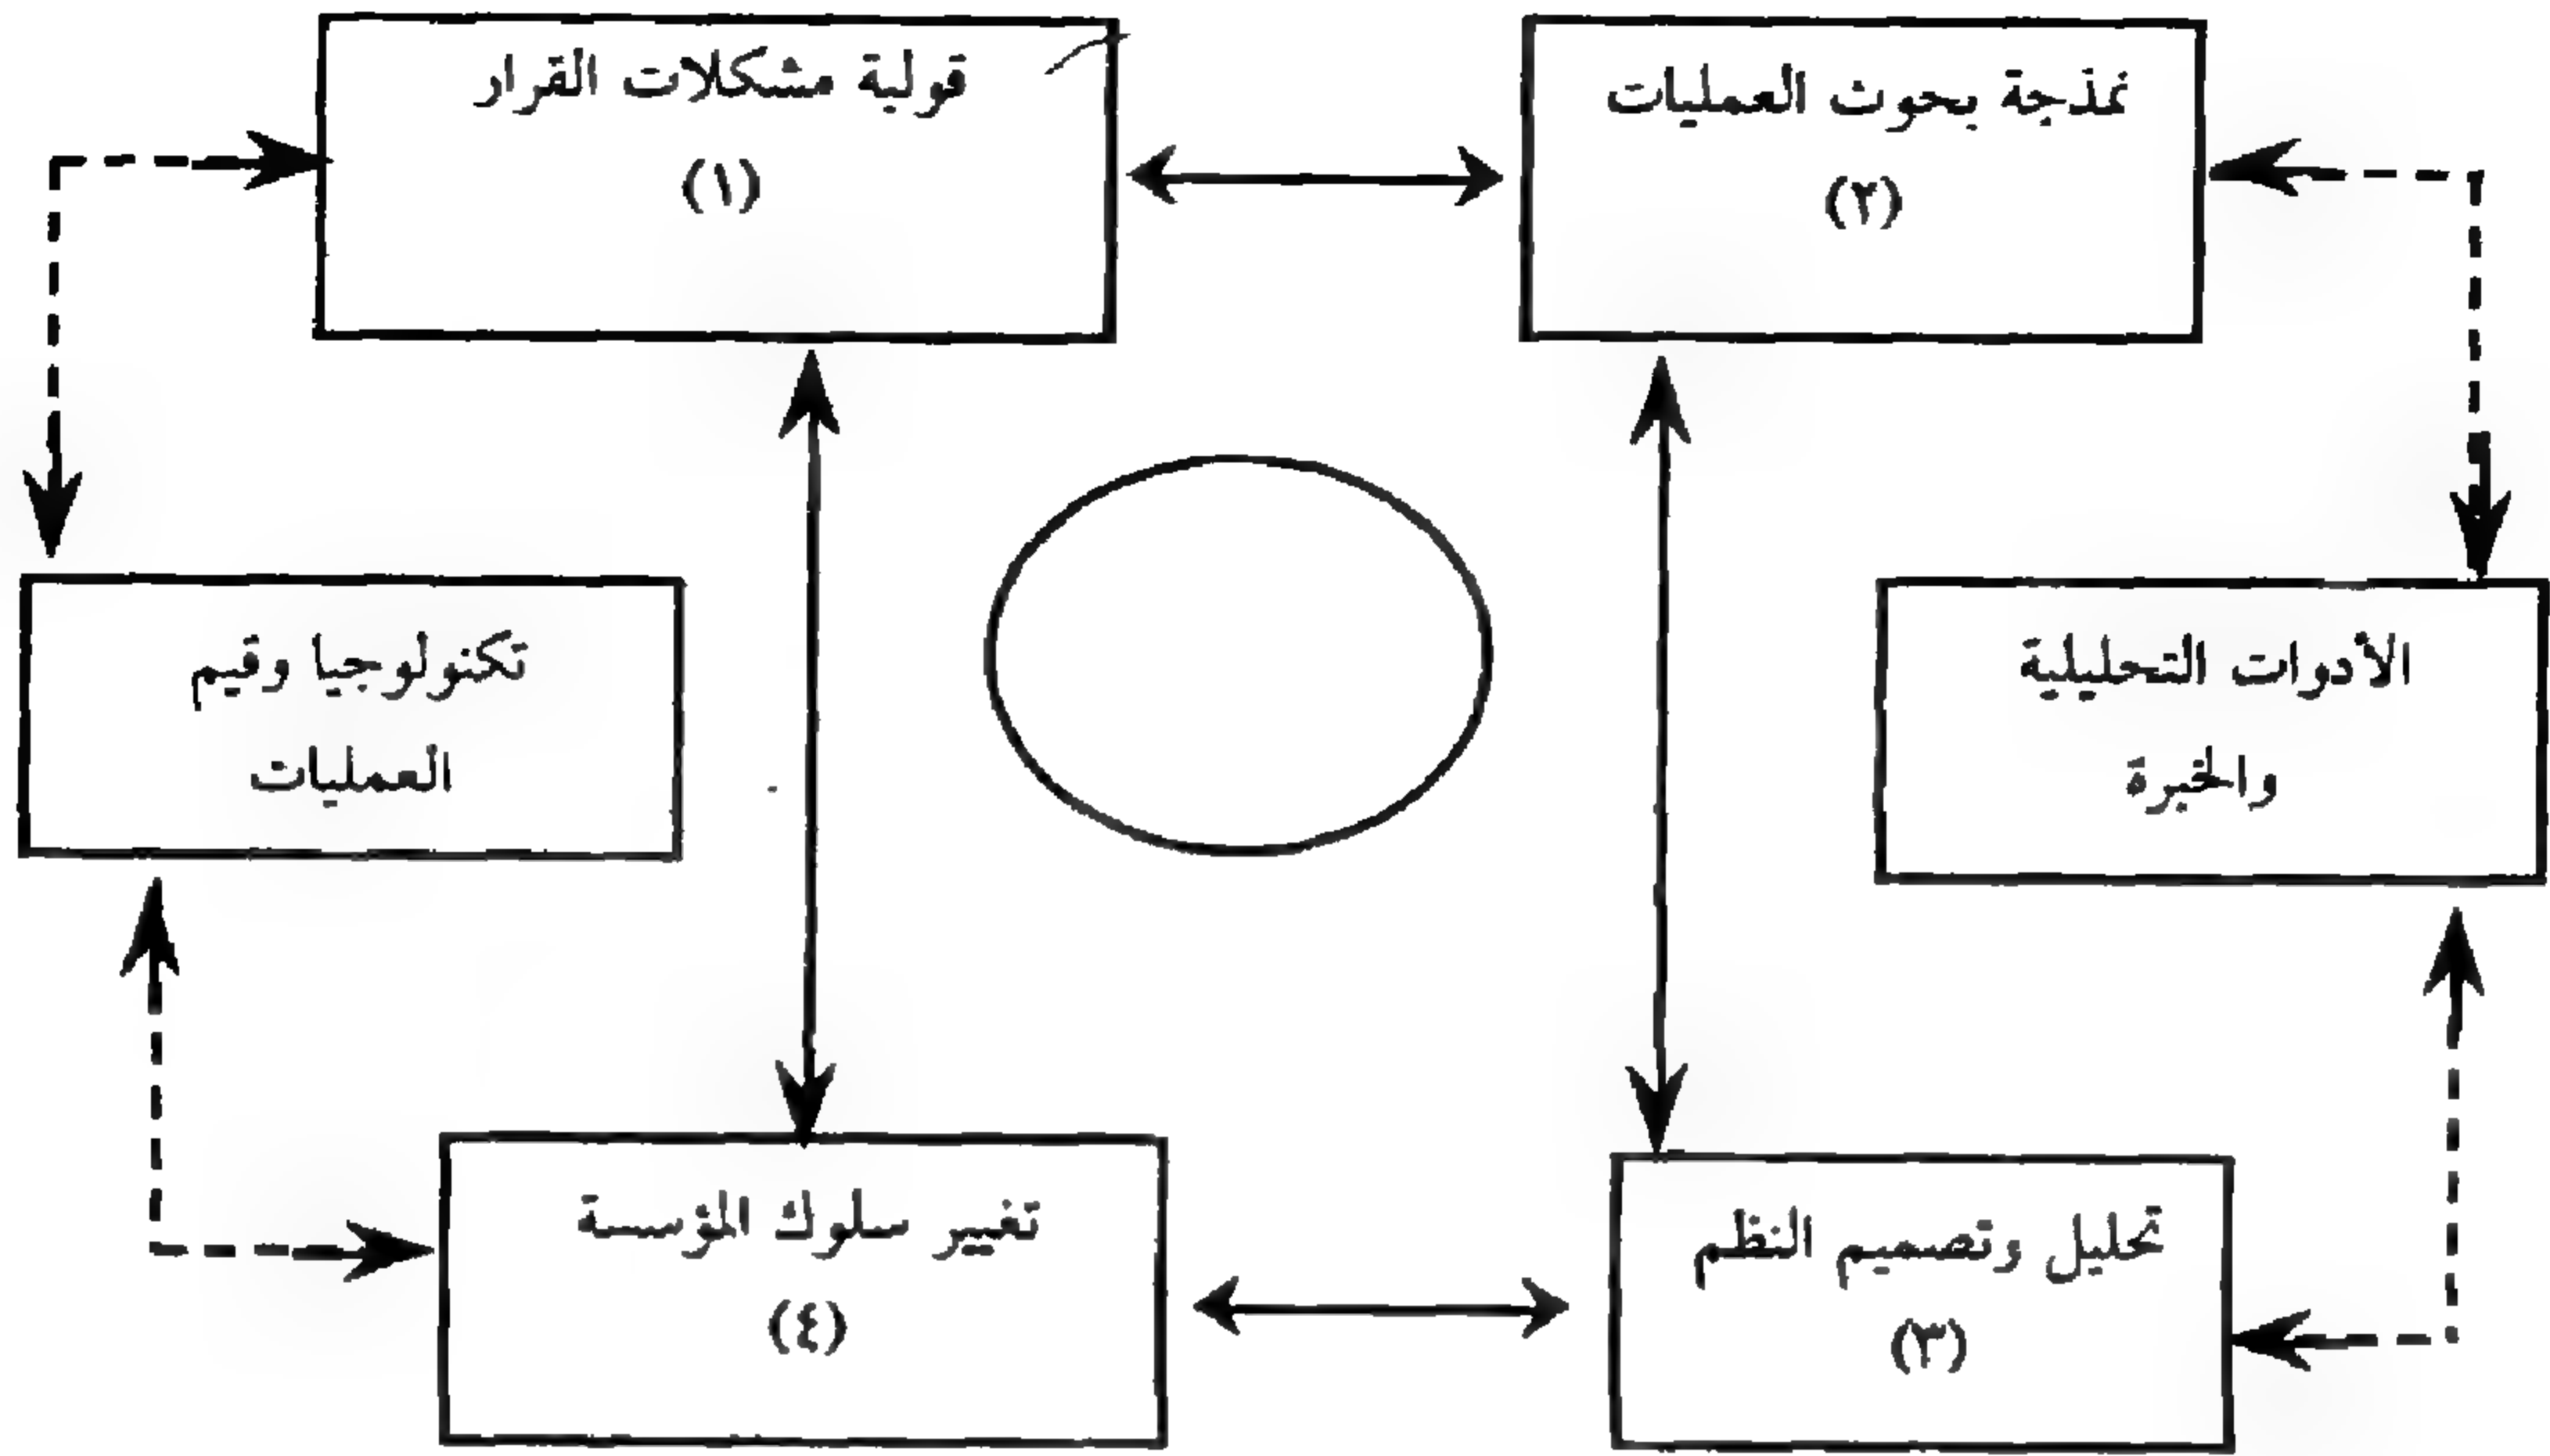 قولبة مشكلات القرار
(١)
نمذجة بحوث العمليات
(٢)
تكنولوجيا وقيم
العمليات
الأدوات التحليلية
والخبرة
تغيير سلوك المؤسسة
(٤)
تحليل وتصميم النظم
(٣)